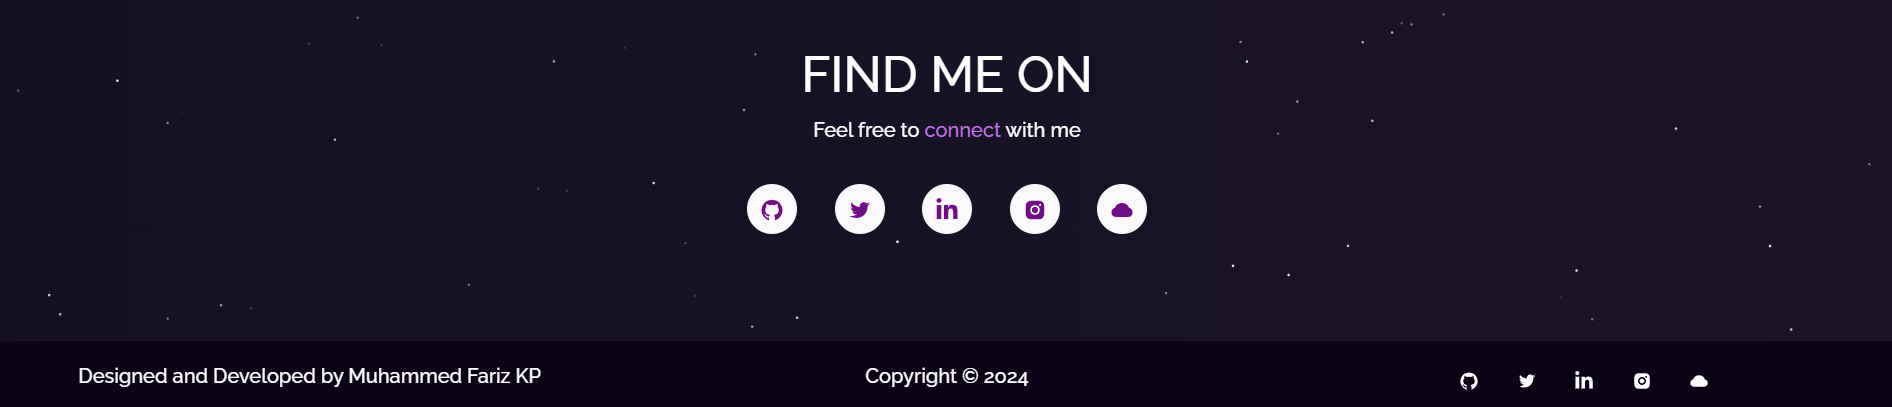 FIND ME ON
Feel free to connect with me
Designed and Developed by Muhammed Fariz KP
Copyright © 2024